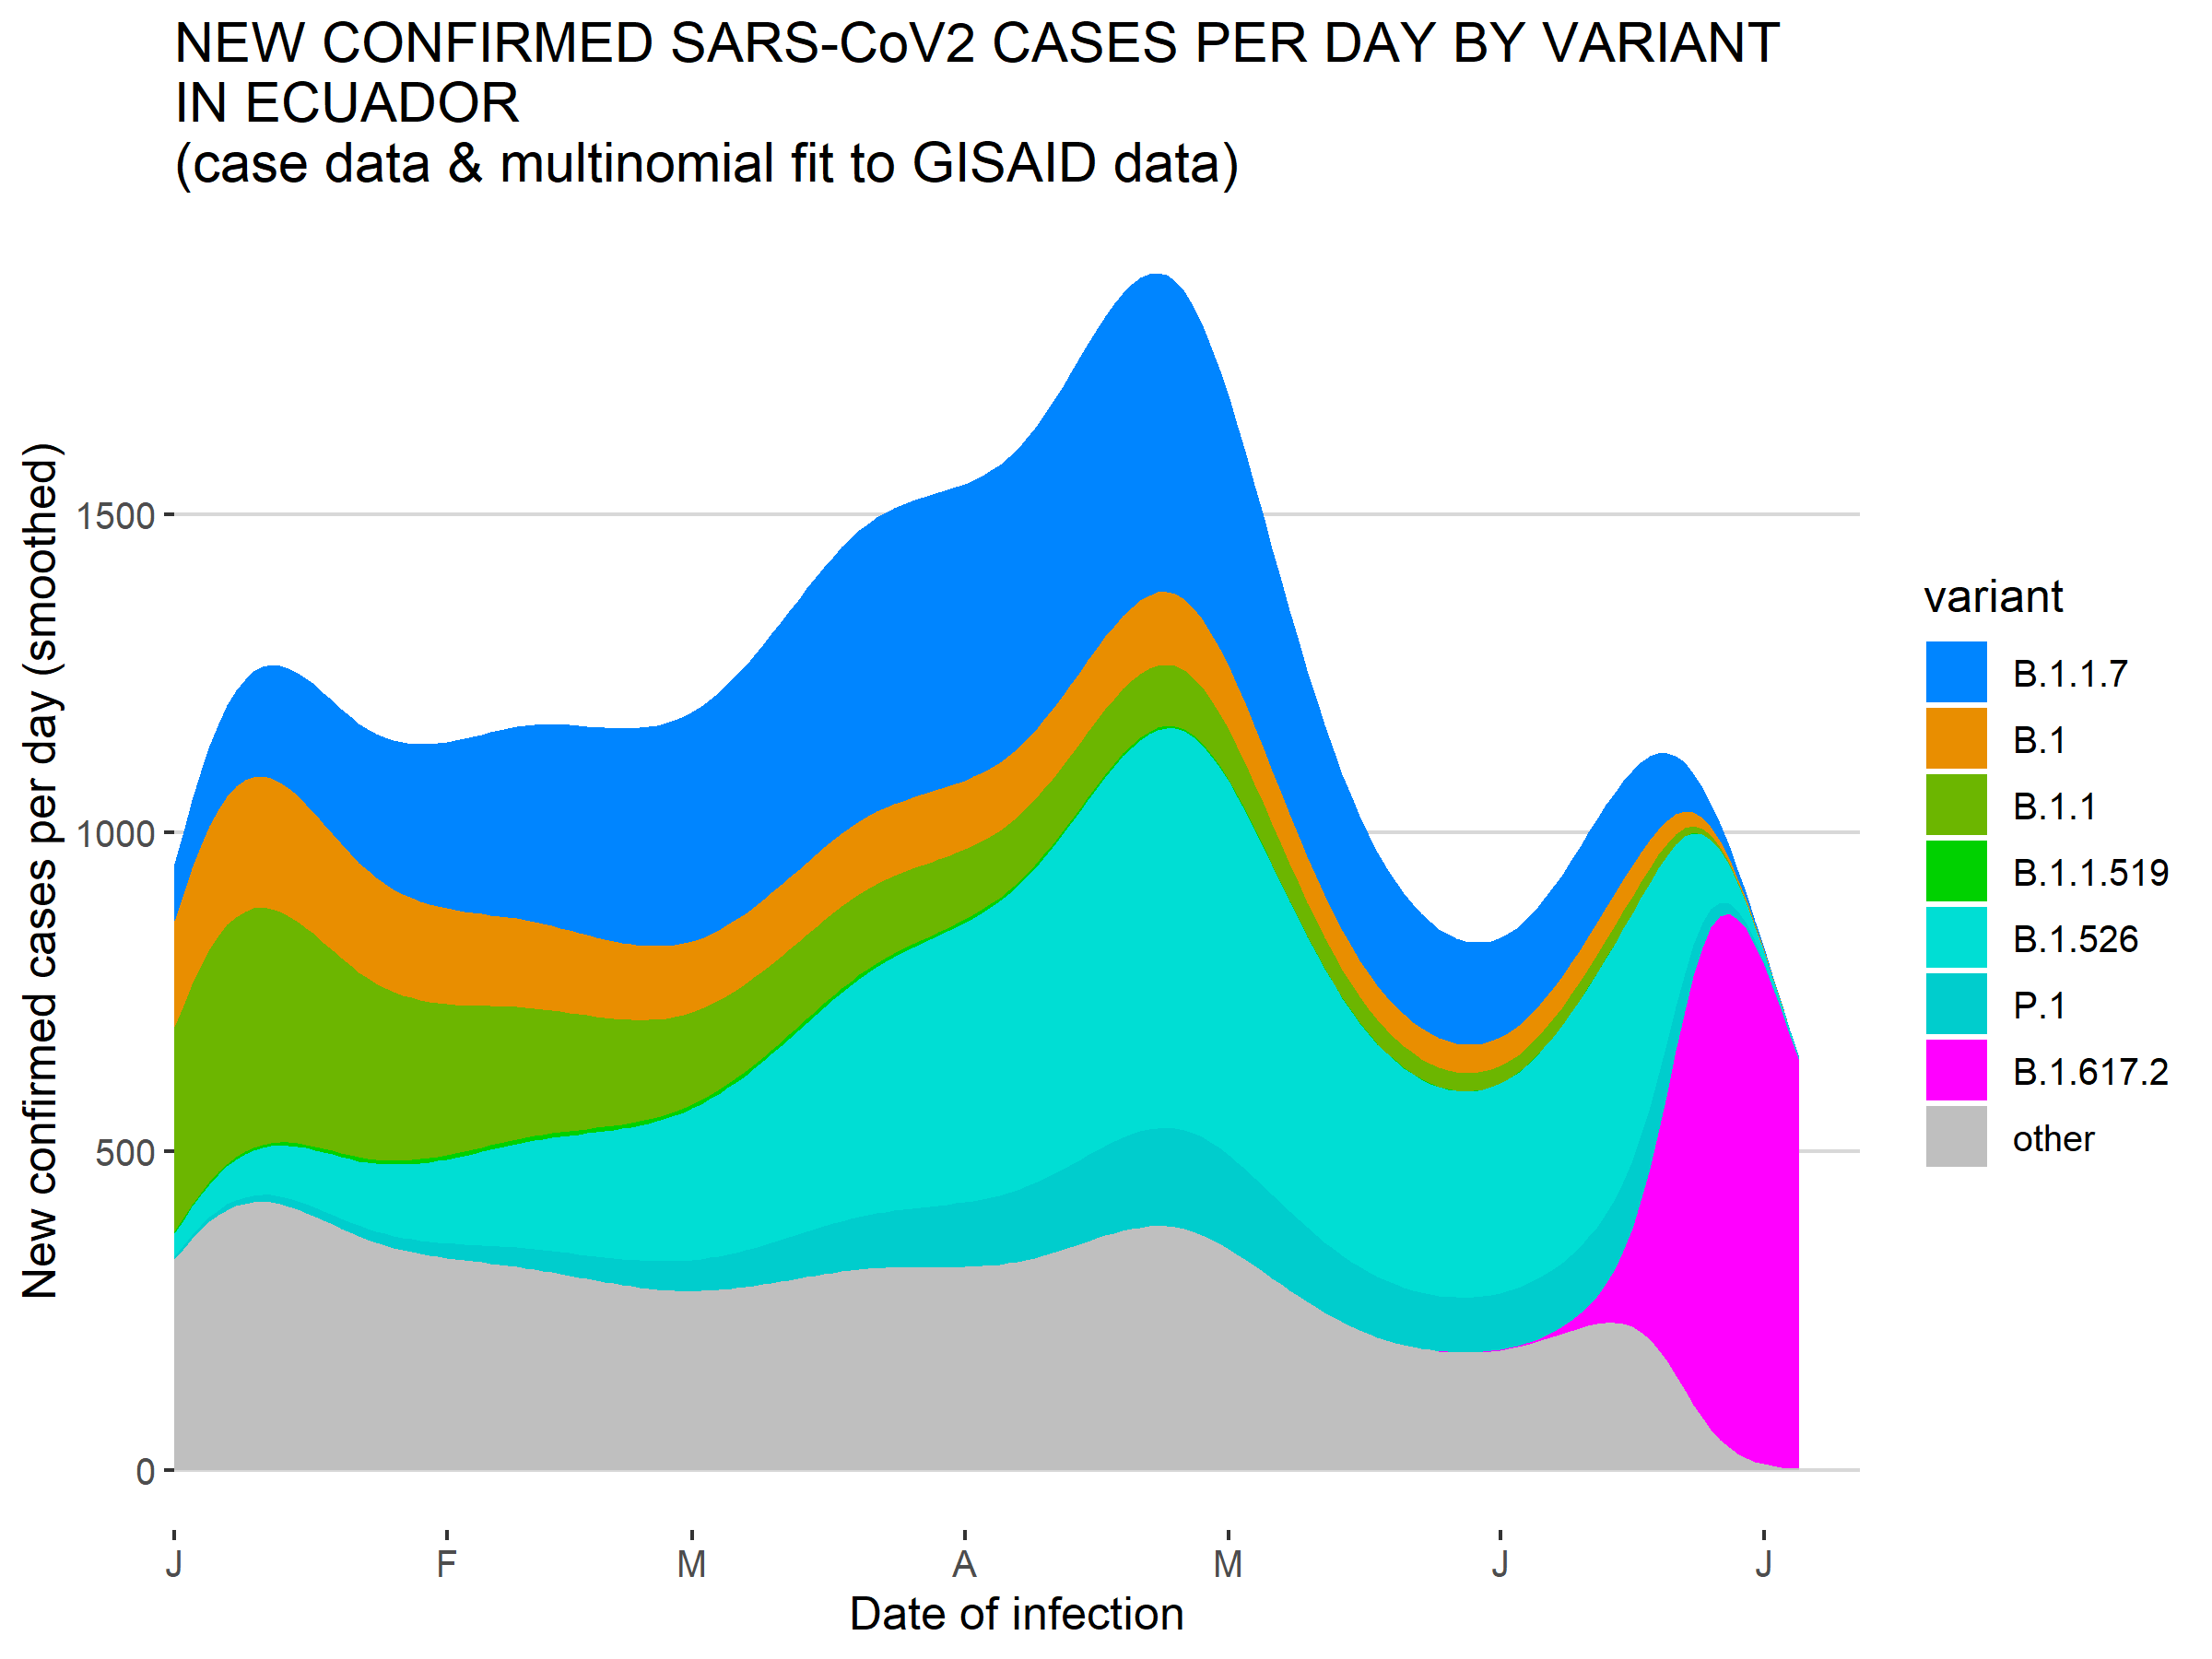 NEW CONFIRMED SARS-CoV2 CASES PER DAY BY VARIANT
IN ECUADOR
(case data & multinomial fit to GISAID data)
New confirmed cases per day (smoothed)
1500
1000
500
0
J F M A M J J
Date of infection
variant
B.1.1.7
B.1
B.1.1
B.1.1.519
B.1.526
P.1
B.1.617.2
other